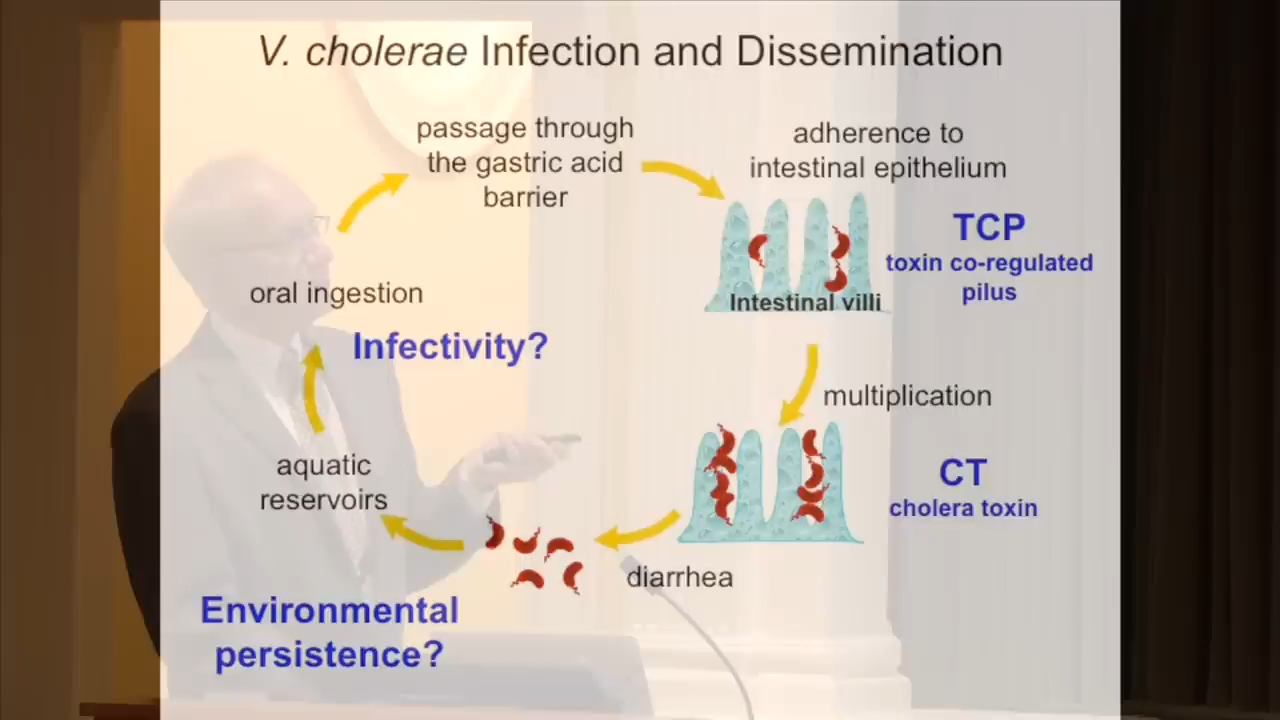 V. cholerae Infection and Dissemination
passage through
the gastric acid
barrier
adherence to
intestinal epithelium
TCP
toxin co-regulated
pilus
Intestinal villi
oral ingestion
Infectivity?
multiplication
CT
cholera toxin
aquatic
reservoirs
diarrhea
Environmental
persistence?